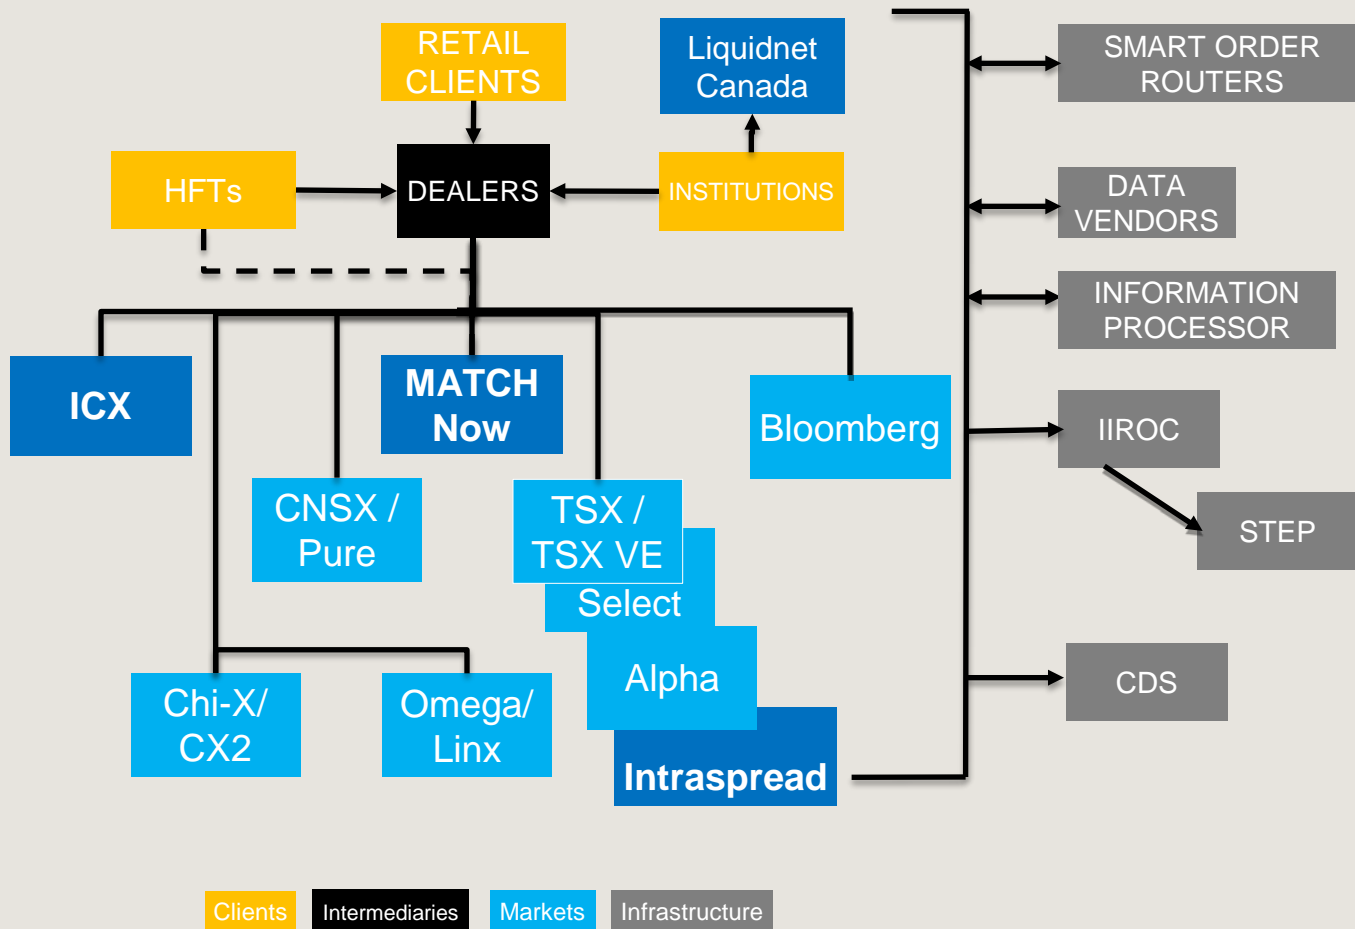 RETAIL
CLIENTS
Liquidnet
Canada
SMART ORDER
ROUTERS
HFTs
DEALERS
INSTITUTIONS
DATA
VENDORS
INFORMATION
PROCESSOR
ICX
MATCH
Now
Bloomberg
IIROC
CNSX /
Pure
TSX /
TSX VE
Select
STEP
Chi-X/
CX2
Omega/
Linx
Alpha
CDS
Intraspread
Clients
Intermediaries
Markets
Infrastructure